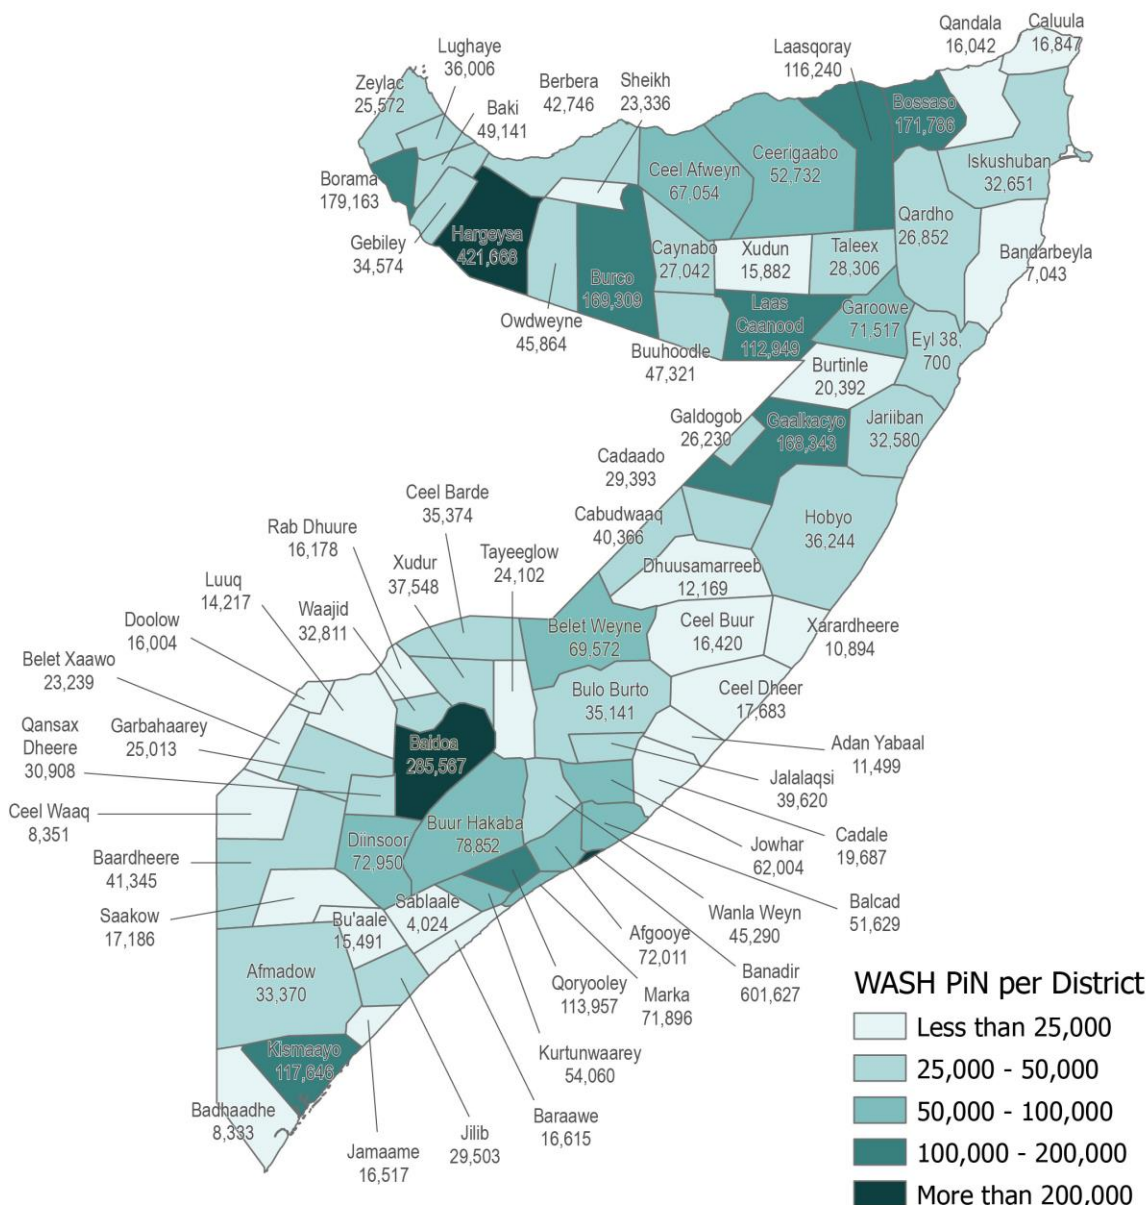 Qandala
16,042
Caluula
16,847
Lughaye
36,006
Laasqoray
116,240
Zeylac
25,572
Berbera
42,746
Sheikh
23,336
Baki
49,141
Bossaso
171,786
Ceerigaabo
52,732
Iskushuban
32,651
Ceel Afweyn
67,054
Borama
179,163
Qardho
26,852
Gebiley
34,574
Hargeysa
421,668
Caynabo
27,042
Xudun
15,882
Taleex
28,306
Bandarbeyla
7,043
Burco
169,309
Laas
Caanood
112,949
Garoowe
71,517
Owdweyne
45,864
Eyl 38,
700
Buuhoodle
47,321
Burtinle
20,392
Galdogob
26,230
Gaalkacyo
168,343
Jariiban
32,580
Cadaado
29,393
Ceel Barde
35,374
Cabudwaaq
40,366
Hobyo
36,244
Rab Dhuure
16,178
Xudur
37,548
Tayeeglow
24,102
Dhuusamarreeb
12,169
Luuq
14,217
Waajid
32,811
Doolow
16,004
Belet Weyne
69,572
Ceel Buur
16,420
Xarardheere
10,894
Belet Xaawo
23,239
Bulo Burto
35,141
Ceel Dheer
17,683
Qansax
Dheere
30,908
Garbahaarey
25,013
Baidoa
285,567
Adan Yabaal
11,499
Jalalaqsi
39,620
Ceel Waaq
8,351
Buur Hakaba
78,852
Diinsoor
72,950
Cadale
19,687
Jowhar
62,004
Baardheere
41,345
Balcad
51,629
Saakow
17,186
Bu'aale
15,491
Sablaale
4,024
Wanla Weyn
45,290
Afgooye
72,011
Banadir
601,627
Afmadow
33,370
Qoryooley
113,957
Marka
71,896
Kismaayo
117,646
Kurtunwaarey
54,060
Badhaadhe
8,333
Baraawe
16,615
Jamaame
16,517
Jilib
29,503
WASH PiN per District
Less than 25,000
25,000 - 50,000
50,000 - 100,000
100,000 - 200,000
More than 200,000